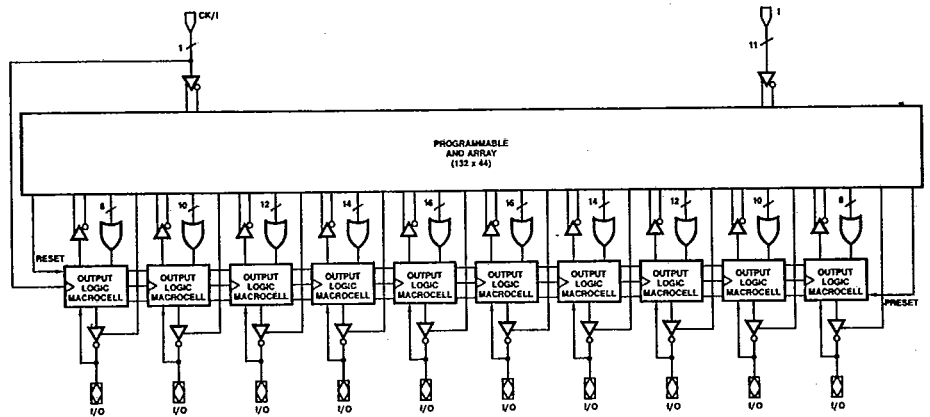 CK/I
I
1
11
PROGRAMMABLE
AND ARRAY
(132 x 44)
8 10 12 14 16 16 14 12 10 8
RESET
OUTPUT LOGIC MACROCELL
OUTPUT LOGIC MACROCELL
OUTPUT LOGIC MACROCELL
OUTPUT LOGIC MACROCELL
OUTPUT LOGIC MACROCELL
OUTPUT LOGIC MACROCELL
OUTPUT LOGIC MACROCELL
OUTPUT LOGIC MACROCELL
OUTPUT LOGIC MACROCELL
OUTPUT LOGIC MACROCELL
PRESET
I/O I/O I/O I/O I/O I/O I/O I/O I/O I/O